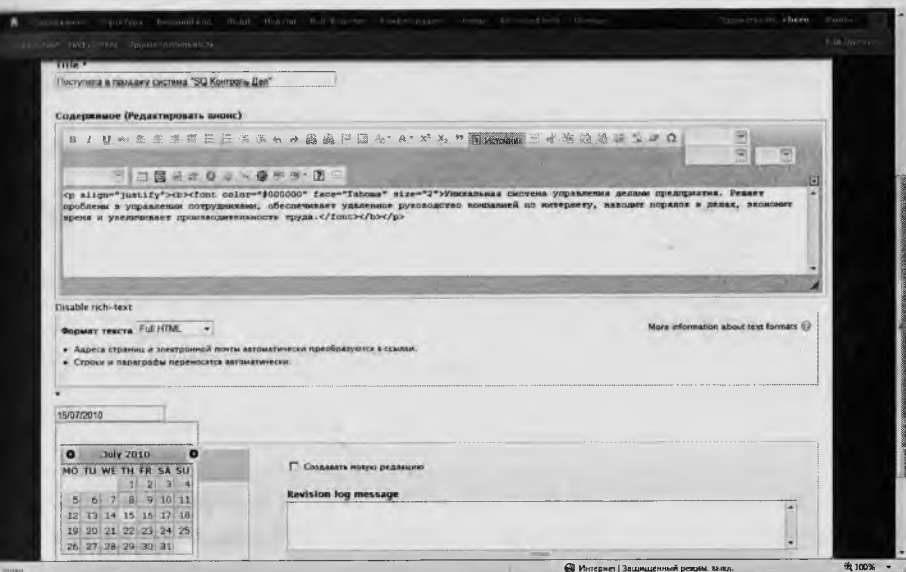 Title *
Поступила в продажу система "SQ Контроль Дел"
Содержимое (Редактировать анонс)
B I U Источник
<p align="justify"><b><font color="#000000" face="Tahoma" size="2">Уникальная система управления делами предприятия. Решает
проблемы в управлении сотрудниками, обеспечивает удаленное руководство компанией по интернету, наводит порядок в делах, экономит
время и увеличивает производительность труда.</font></b></p>
Disable rich-text
Формат текста Full HTML
More information about text formats
• Адреса страниц и электронной почты автоматически преобразуются в ссылки.
• Строки и параграфы переносятся автоматически.
*
15/07/2010
July 2010
MO TU WE TH FR SA SU
1 2 3 4
5 6 7 8 9 10 11
12 13 14 15 16 17 18
19 20 21 22 23 24 25
26 27 28 29 30 31
Создавать новую редакцию
Revision log message
Интернет | Защищенный режим: выкл.
100%